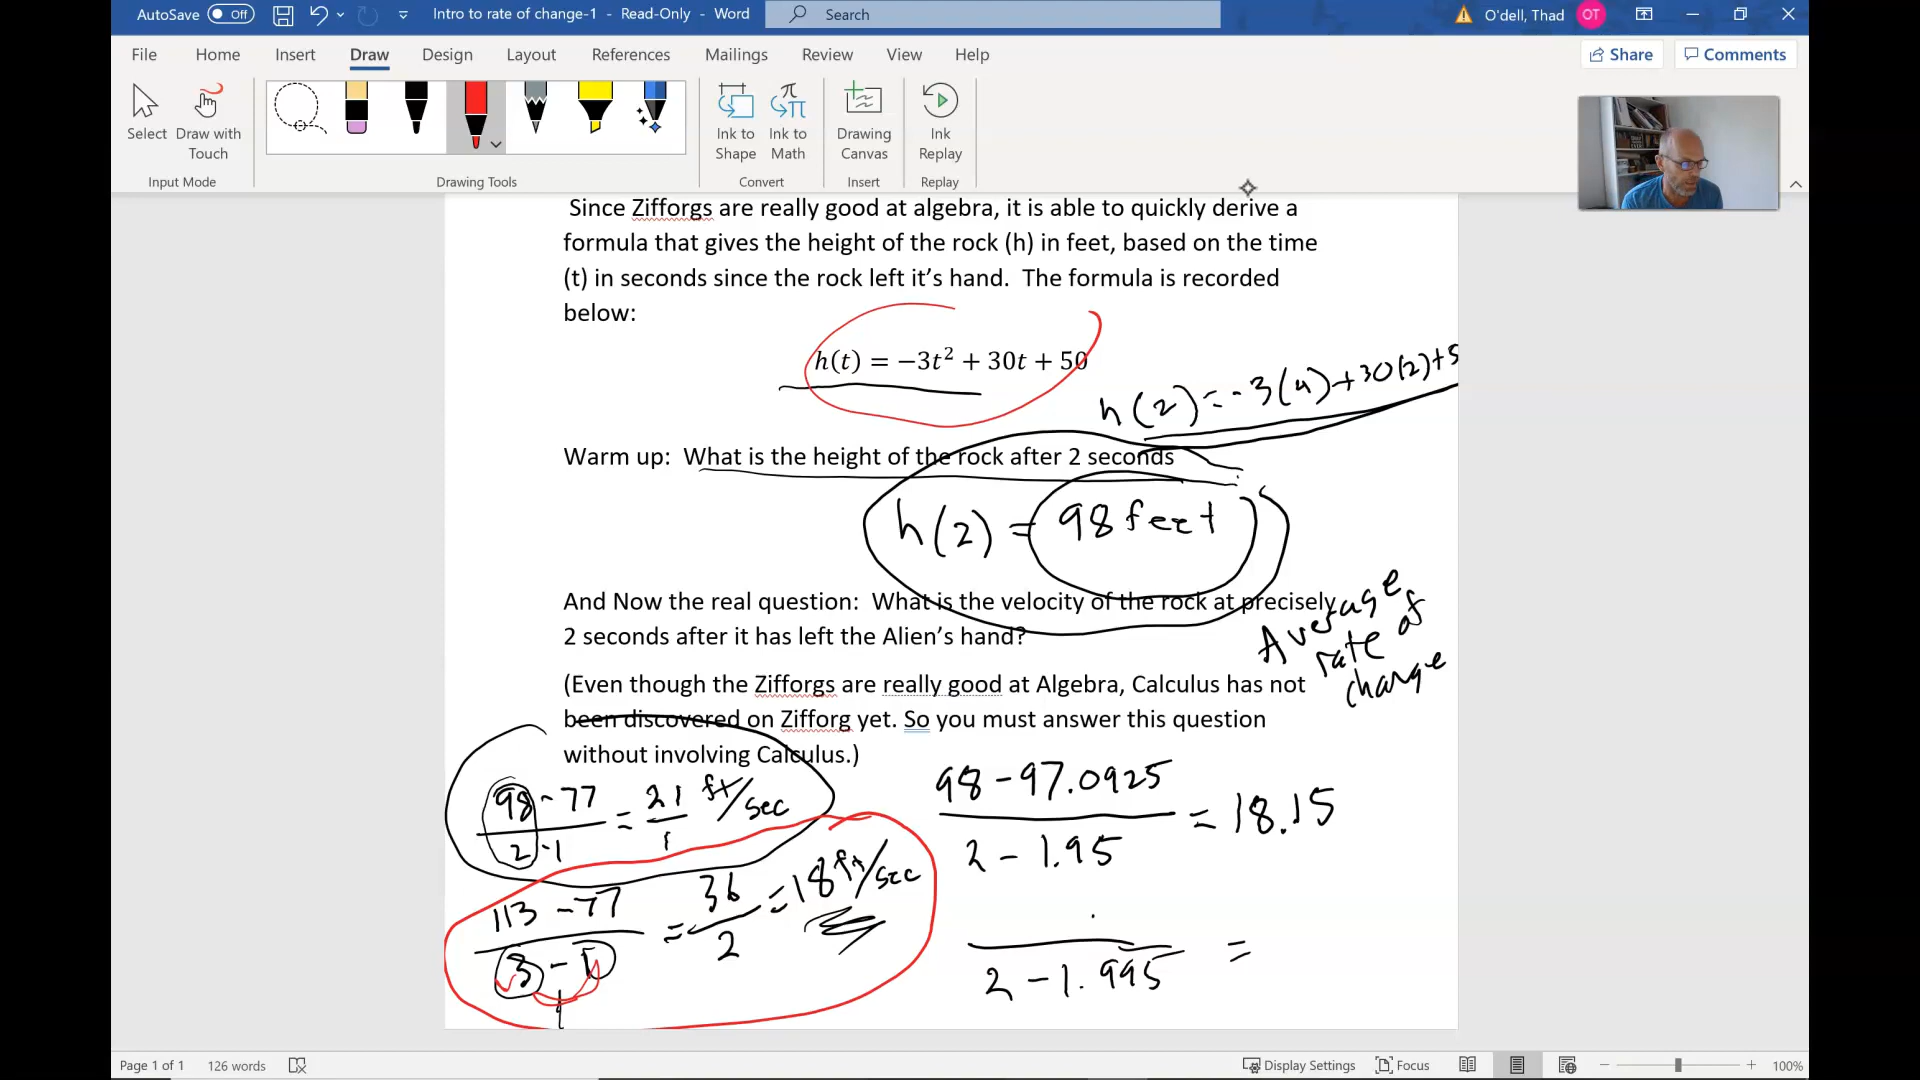 AutoSave Off Intro to rate of change-1 - Read-Only - Word Search O'dell, Thad OT
File Home Insert Draw Design Layout References Mailings Review View Help Share Comments
Select Draw with Touch Ink to Shape Ink to Math Drawing Canvas Ink Replay
Input Mode Drawing Tools Convert Insert Replay
Since Zifforgs are really good at algebra, it is able to quickly derive a
formula that gives the height of the rock (h) in feet, based on the time
(t) in seconds since the rock left it’s hand. The formula is recorded
below:
h(t) = −3t² + 30t + 50
h(2) = -3(4)+30(2)+5
Warm up: What is the height of the rock after 2 seconds
h(2) = 98 feet
And Now the real question: What is the velocity of the rock at precisely
2 seconds after it has left the Alien’s hand?
Average
rate of
change
(Even though the Zifforgs are really good at Algebra, Calculus has not
been discovered on Zifforg yet. So you must answer this question
without involving Calculus.)
98 - 77
2 - 1
= 21
1
ft/sec
98 - 97.0925
2 - 1.95
= 18.15
113 - 77
3 - 1
= 36
2
= 18 ft/sec
2 - 1.995
=
Page 1 of 1 126 words Display Settings Focus 100%